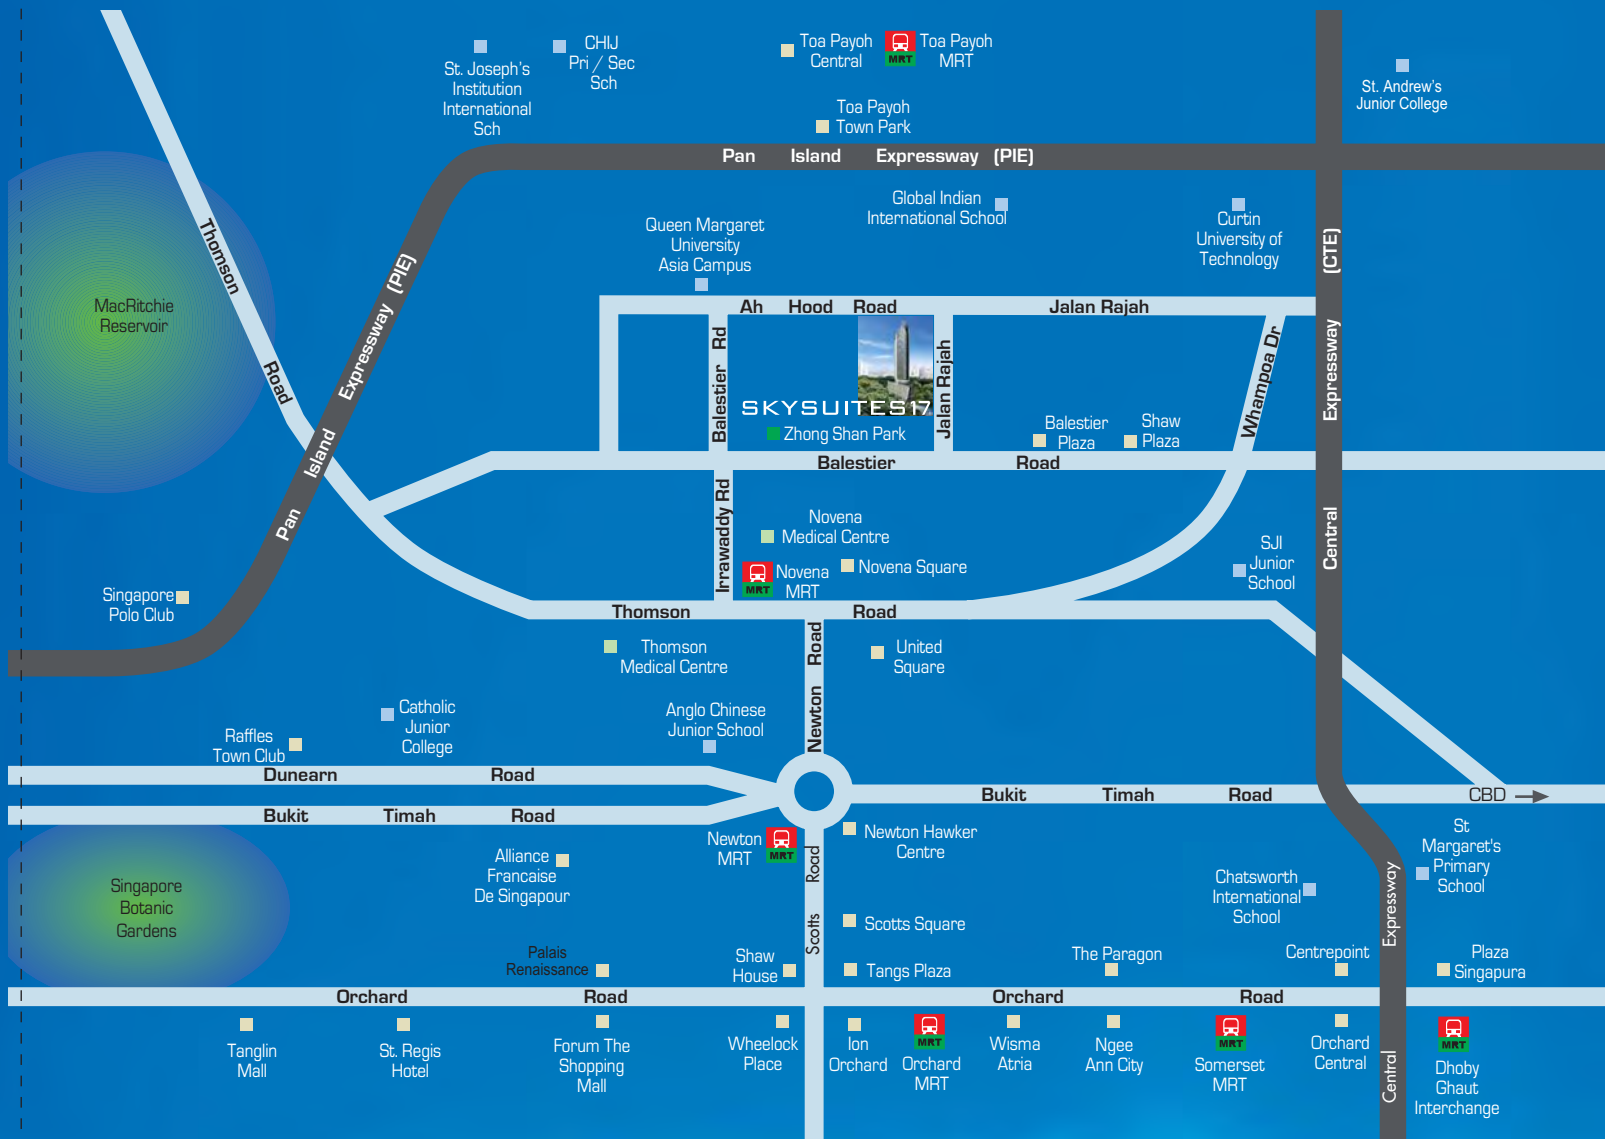 St. Joseph's
Institution
International
Sch
CHIJ
Pri / Sec
Sch
Toa Payoh
Central
MRT
Toa Payoh
MRT
Toa Payoh
Town Park
St. Andrew's
Junior College
Pan Island Expressway (PIE)
Global Indian
International School
Curtin
University of
Technology
Queen Margaret
University
Asia Campus
Thomson
Road
Pan Island Expressway (PIE)
MacRitchie
Reservoir
Ah Hood Road
Jalan Rajah
Balestier Rd
Jalan Rajah
Whampoa Dr
Central Expressway (CTE)
SKYSUITES17
Zhong Shan Park
Balestier
Plaza
Shaw
Plaza
Balestier Road
Irrawaddy Rd
Novena
Medical Centre
Novena Square
MRT
Novena
MRT
SJI
Junior
School
Singapore
Polo Club
Thomson Road
Thomson
Medical Centre
Newton Road
United
Square
Catholic
Junior
College
Anglo Chinese
Junior School
Raffles
Town Club
Dunearn Road
Bukit Timah Road
Bukit Timah Road
CBD
Newton
MRT
MRT
Newton Hawker
Centre
Scotts Road
St
Margaret's
Primary
School
Alliance
Francaise
De Singapour
Chatsworth
International
School
Central Expressway
Singapore
Botanic
Gardens
Scotts Square
Palais
Renaissance
Shaw
House
Tangs Plaza
The Paragon
Centrepoint
Plaza
Singapura
Orchard Road
Orchard Road
Tanglin
Mall
St. Regis
Hotel
Forum The
Shopping
Mall
Wheelock
Place
Ion
Orchard
MRT
Orchard
MRT
Wisma
Atria
Ngee
Ann City
MRT
Somerset
MRT
Orchard
Central
MRT
Dhoby
Ghaut
Interchange